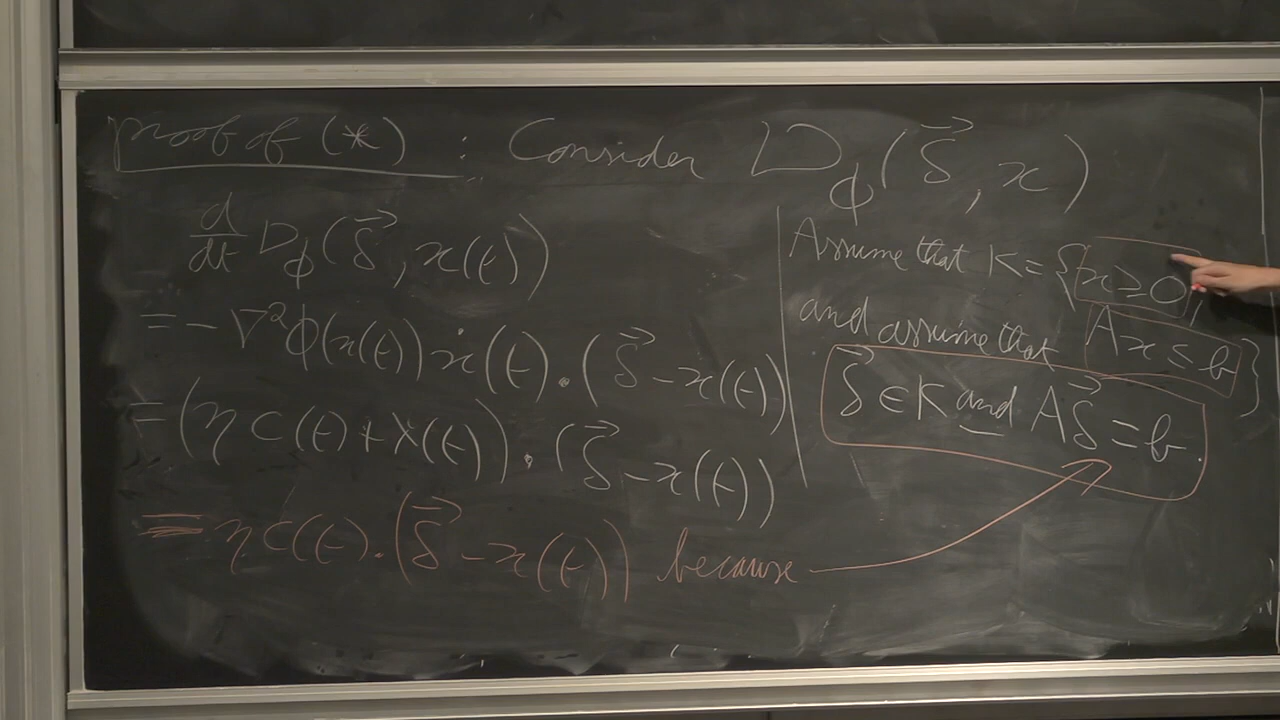 proof of (*) : Consider D_ϕ(δ⃗, x)
d/dt D_ϕ(δ⃗, x(t))
= - ∇²ϕ(x(t)) ẋ(t) · (δ⃗ - x(t))
= (η c(t) + λ(t)) · (δ⃗ - x(t))
= η c(t) · (δ⃗ - x(t)) because
Assume that K = { x ≥ 0,
Ax ≤ b }
and assume that
δ⃗ ∈ K and Aδ⃗ = b.